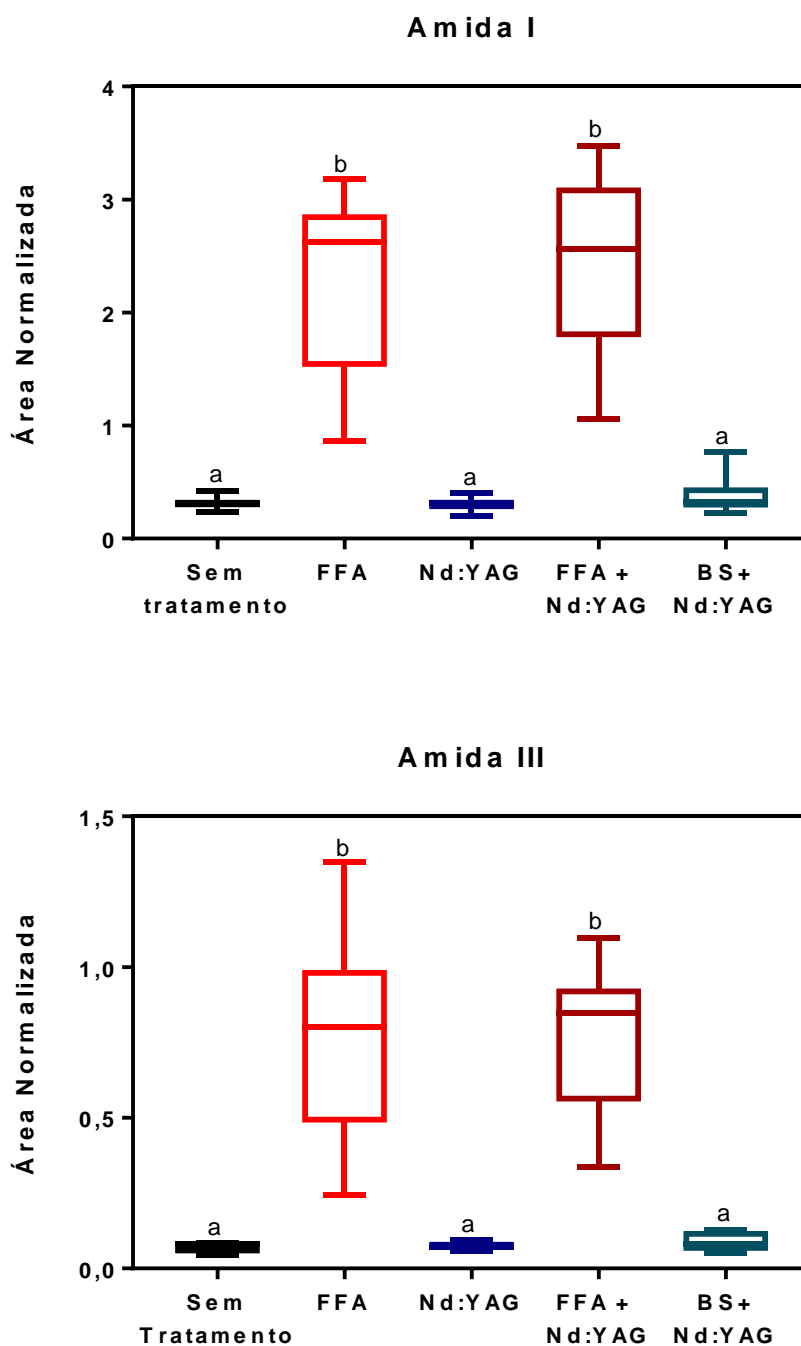 Amida I
Área Normalizada
4
3
2
1
0
a
b
a
b
a
Sem FFA Nd:YAG FFA + BS+
tratamento Nd:YAG Nd:YAG
Amida III
Área Normalizada
1,5
1,0
0,5
0,0
a
b
a
b
a
Sem FFA Nd:YAG FFA + BS+
Tratamento Nd:YAG Nd:YAG